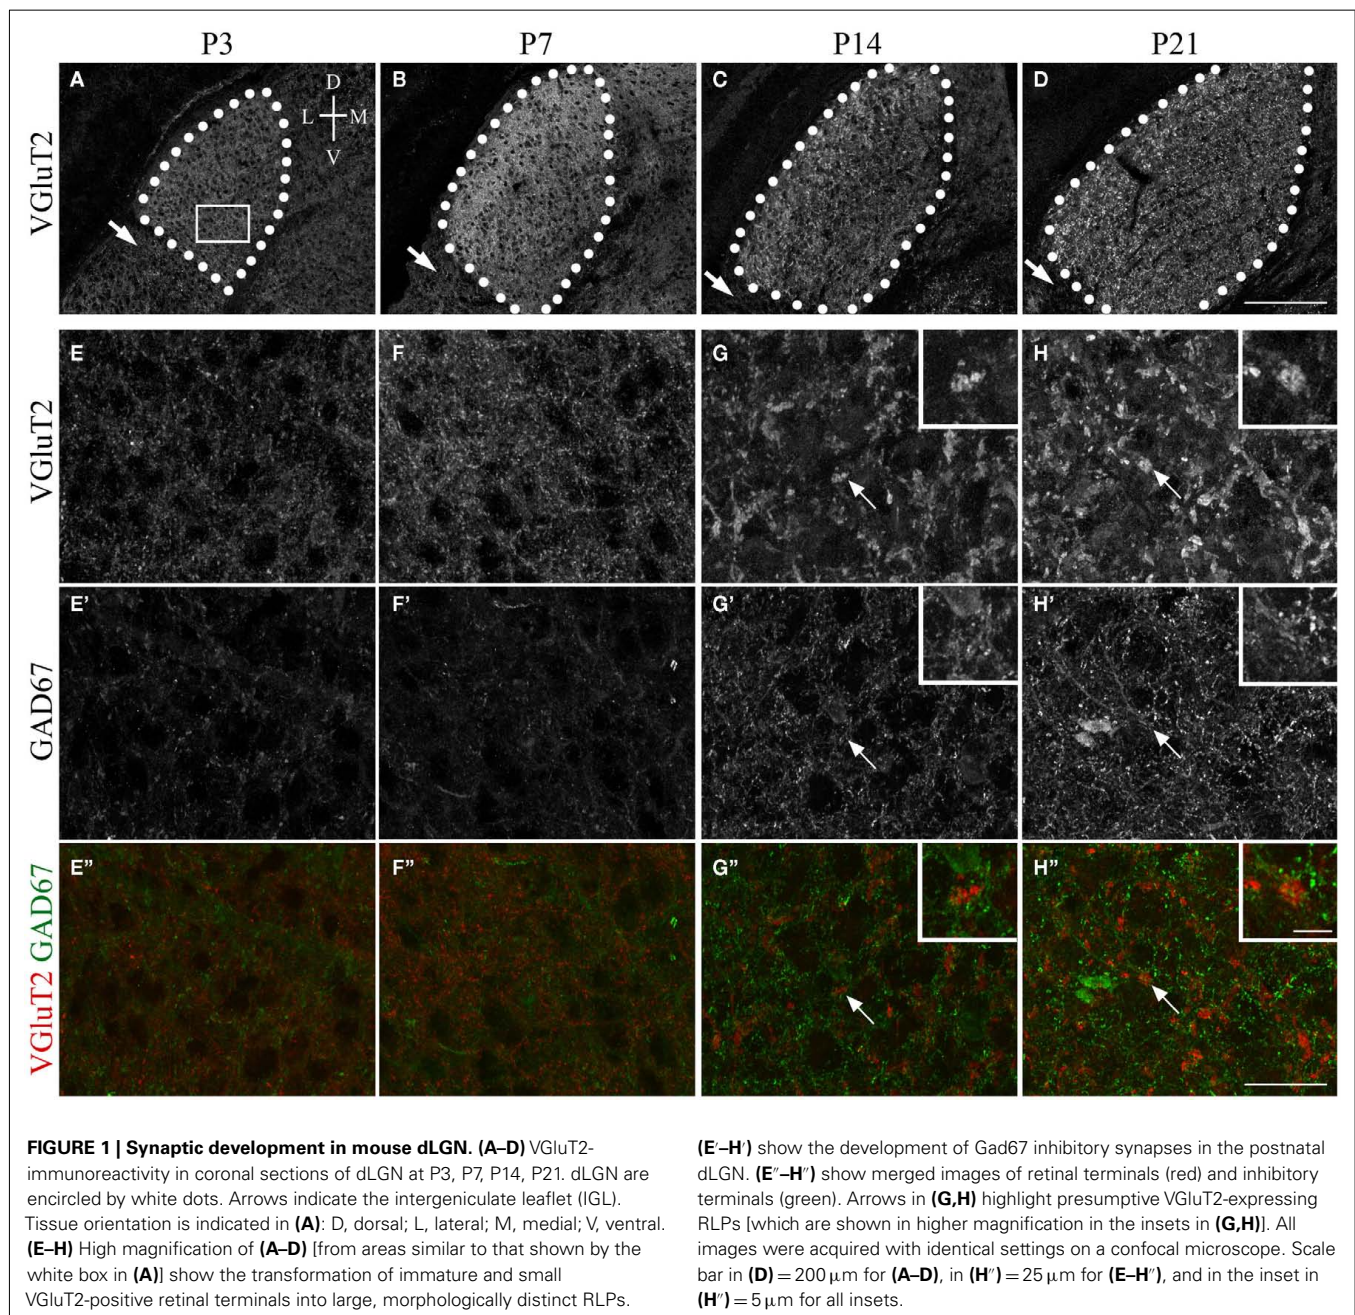 P3 P7 P14 P21
VGluT2
A B C D
D
L M
V
VGluT2
E F G H
GAD67
E' F' G' H'
VGluT2 GAD67
E" F" G" H"
FIGURE 1 | Synaptic development in mouse dLGN. (A–D) VGluT2-
immunoreactivity in coronal sections of dLGN at P3, P7, P14, P21. dLGN are
encircled by white dots. Arrows indicate the intergeniculate leaflet (IGL).
Tissue orientation is indicated in (A): D, dorsal; L, lateral; M, medial; V, ventral.
(E–H) High magnification of (A–D) [from areas similar to that shown by the
white box in (A)] show the transformation of immature and small
VGluT2-positive retinal terminals into large, morphologically distinct RLPs.
(E′–H′) show the development of Gad67 inhibitory synapses in the postnatal
dLGN. (E″–H″) show merged images of retinal terminals (red) and inhibitory
terminals (green). Arrows in (G,H) highlight presumptive VGluT2-expressing
RLPs [which are shown in higher magnification in the insets in (G,H)]. All
images were acquired with identical settings on a confocal microscope. Scale
bar in (D) = 200 μm for (A–D), in (H″) = 25 μm for (E–H″), and in the inset in
(H″) = 5 μm for all insets.